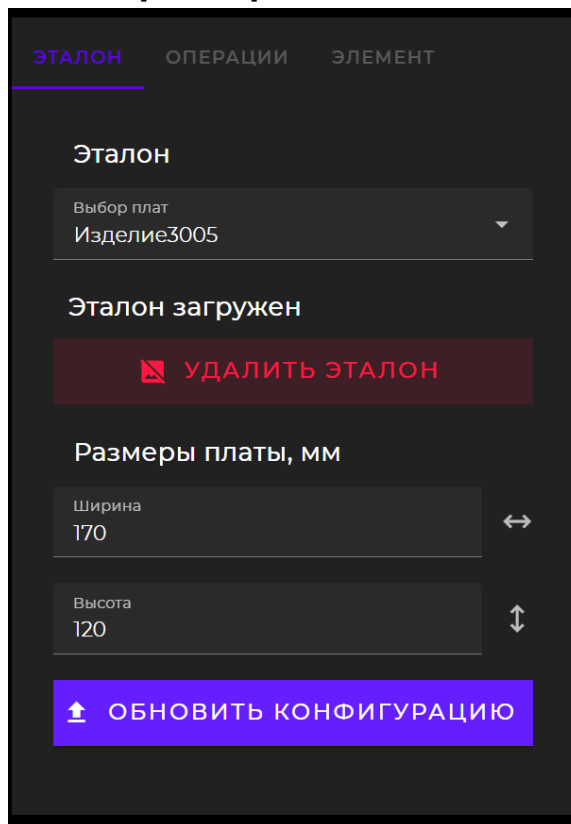 ЭТАЛОН ОПЕРАЦИИ ЭЛЕМЕНТ
Эталон
Выбор плат
Изделие3005
Эталон загружен
УДАЛИТЬ ЭТАЛОН
Размеры платы, мм
Ширина
170
Высота
120
ОБНОВИТЬ КОНФИГУРАЦИЮ